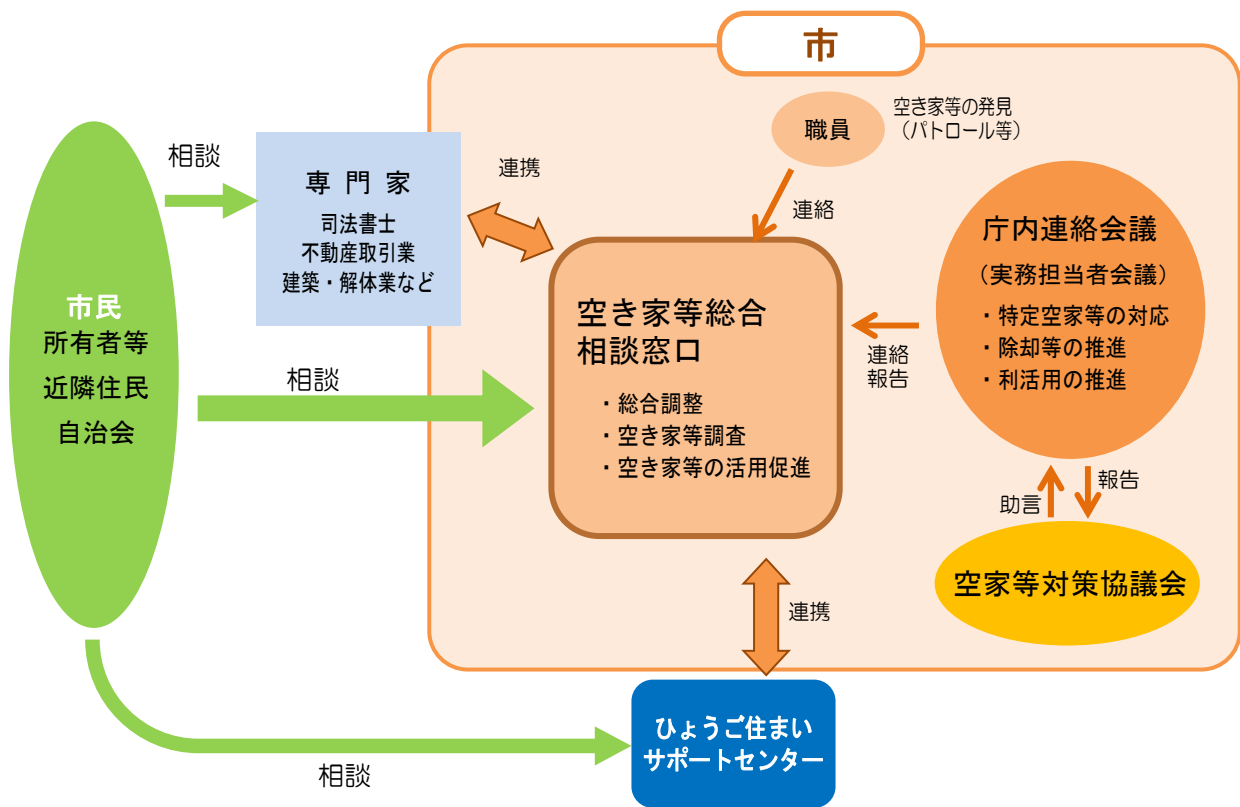 市
職員
空き家等の発見
（パトロール等）
連絡
相談
専門家
司法書士
不動産取引業
建築・解体業など
連携
庁内連絡会議
（実務担当者会議）
・特定空家等の対応
・除却等の推進
・利活用の推進
市民
所有者等
近隣住民
自治会
相談
空き家等総合
相談窓口
・総合調整
・空き家等調査
・空き家等の活用促進
連絡
報告
助言
報告
空家等対策協議会
連携
ひょうご住まい
サポートセンター
相談